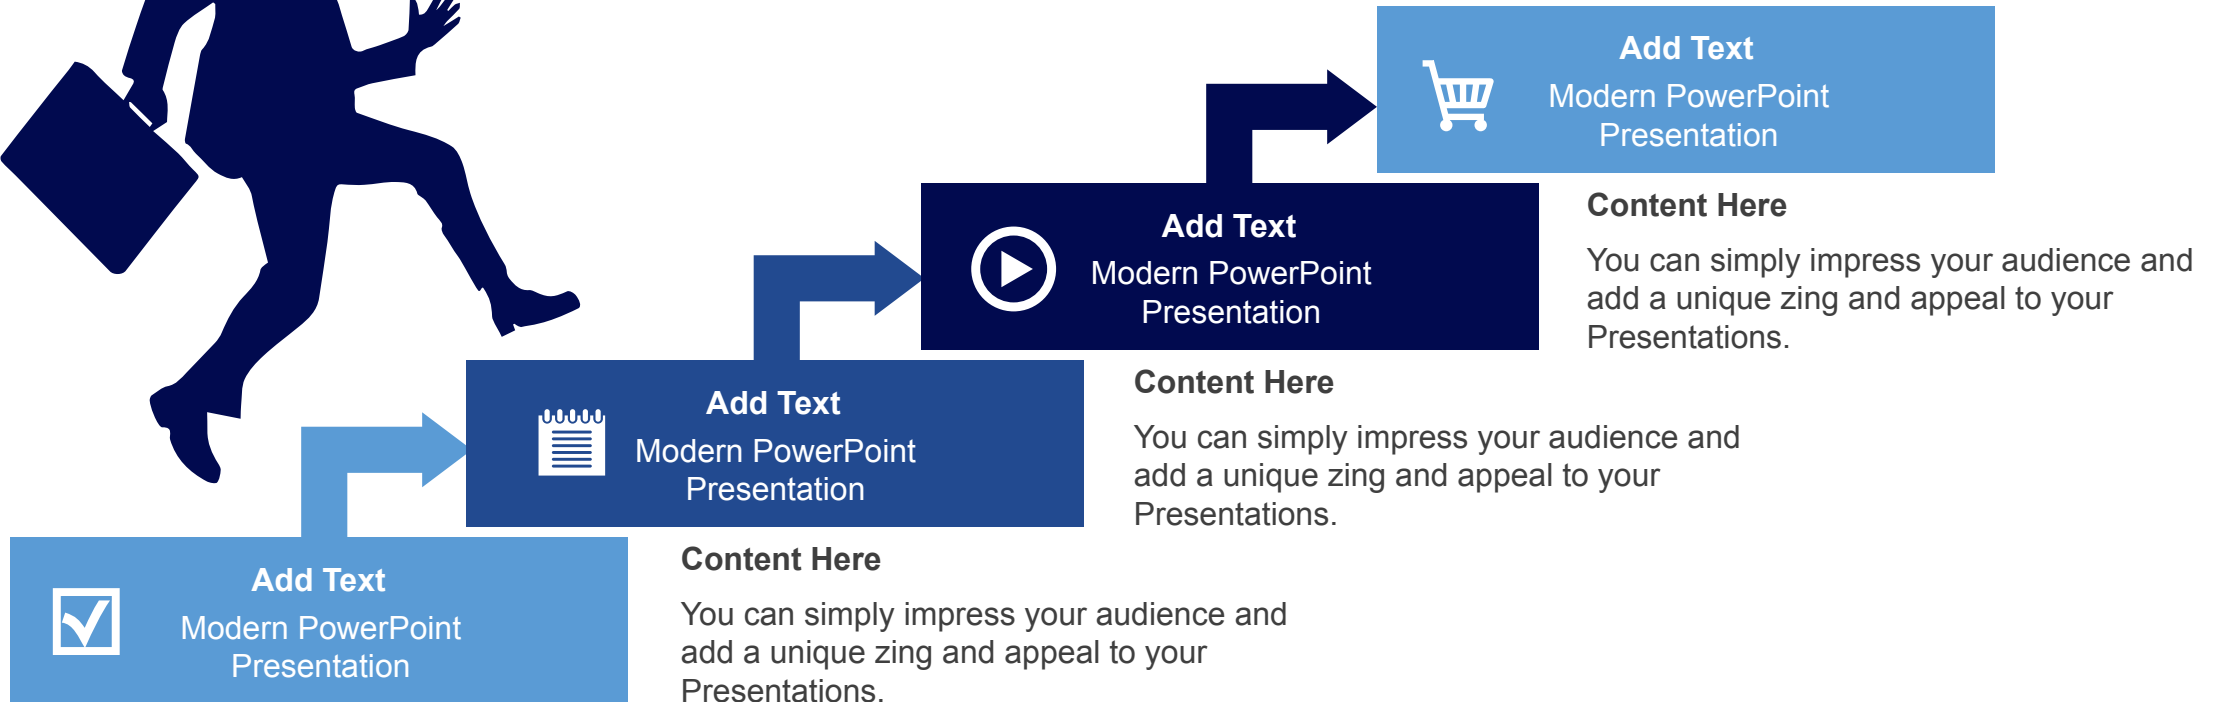 Add Text
Modern PowerPoint
Presentation
Content Here
You can simply impress your audience and
add a unique zing and appeal to your
Presentations.
Add Text
Modern PowerPoint
Presentation
Content Here
You can simply impress your audience and
add a unique zing and appeal to your
Presentations.
Add Text
Modern PowerPoint
Presentation
Content Here
You can simply impress your audience and
add a unique zing and appeal to your
Presentations.
Add Text
Modern PowerPoint
Presentation